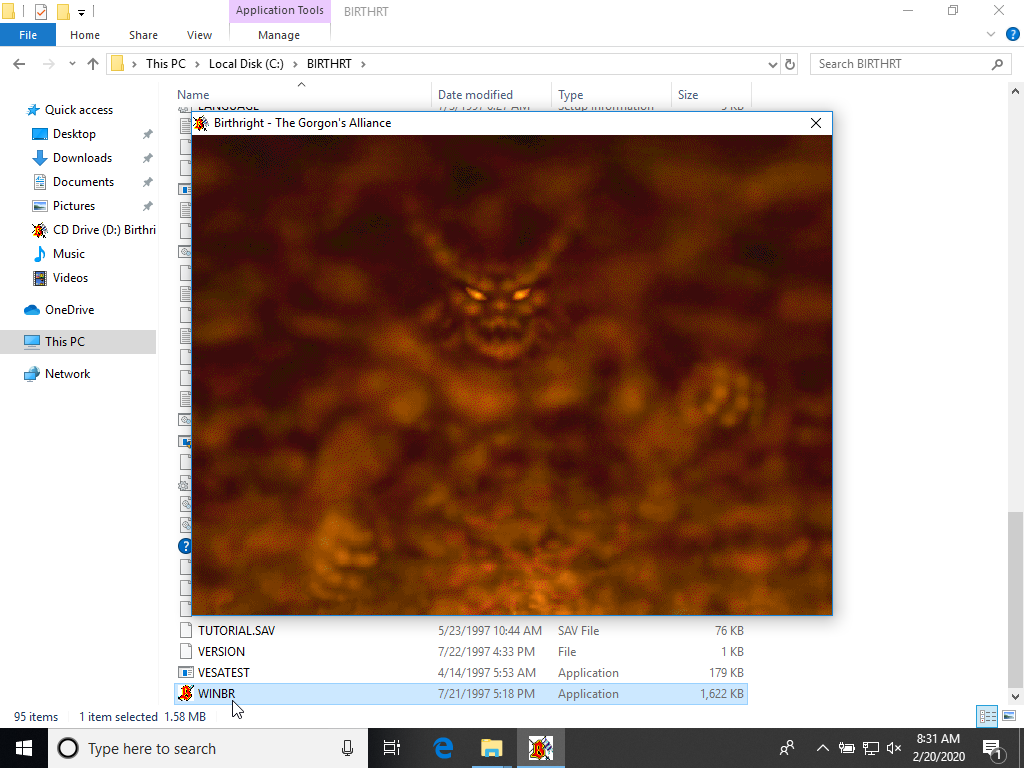 Application Tools
BIRTHRT
File
Home
Share
View
Manage
This PC > Local Disk (C:) > BIRTHRT >
Search BIRTHRT
Name
Date modified
Type
Size
Quick access
Desktop
Downloads
Documents
Pictures
CD Drive (D:) Birthri
Music
Videos
OneDrive
This PC
Network
LANGUAGE
Setup Information
Birthright - The Gorgon's Alliance
TUTORIAL.SAV 5/23/1997 10:44 AM SAV File 76 KB
VERSION 7/22/1997 4:33 PM File 1 KB
VESATEST 4/14/1997 5:53 AM Application 179 KB
WINBR 7/21/1997 5:18 PM Application 1,622 KB
95 items
1 item selected 1.58 MB
Type here to search
8:31 AM
2/20/2020
1